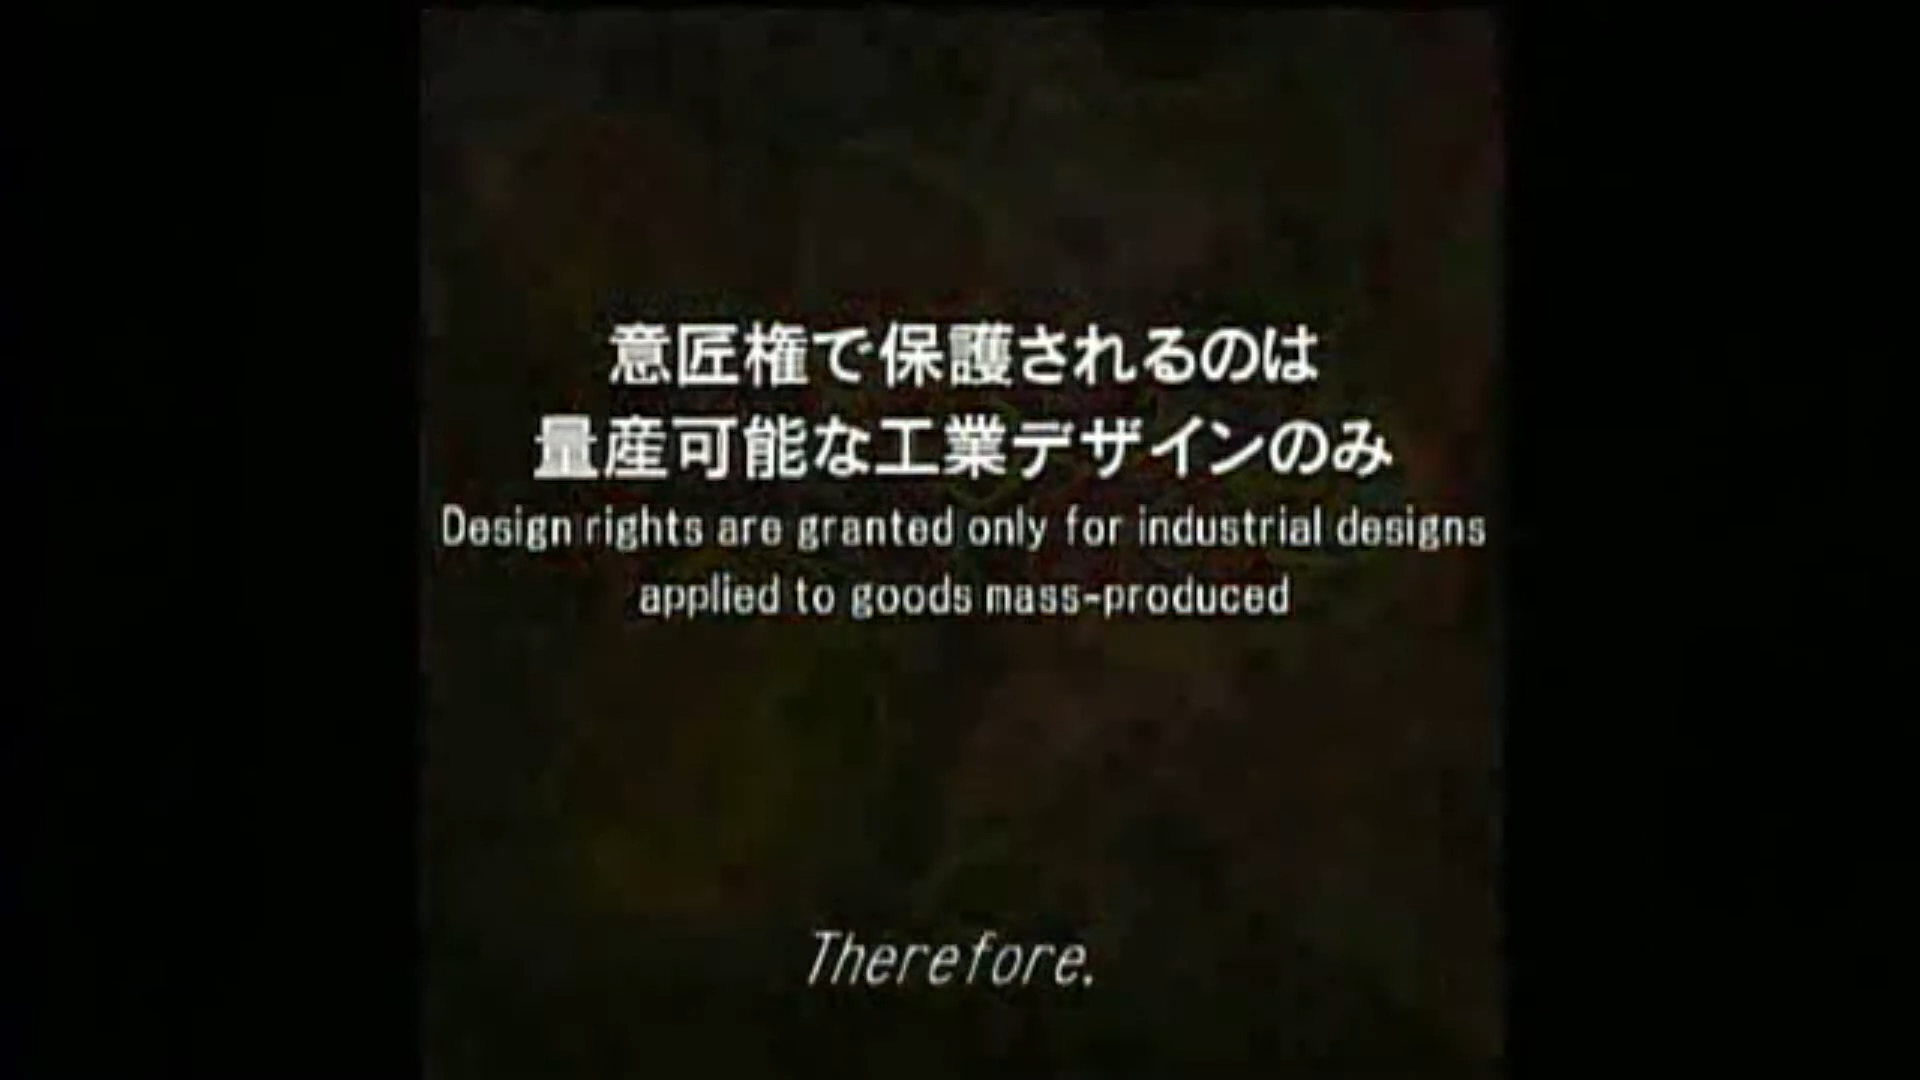 意匠権で保護されるのは
量産可能な工業デザインのみ
Design rights are granted only for industrial designs
applied to goods mass-produced
Therefore.